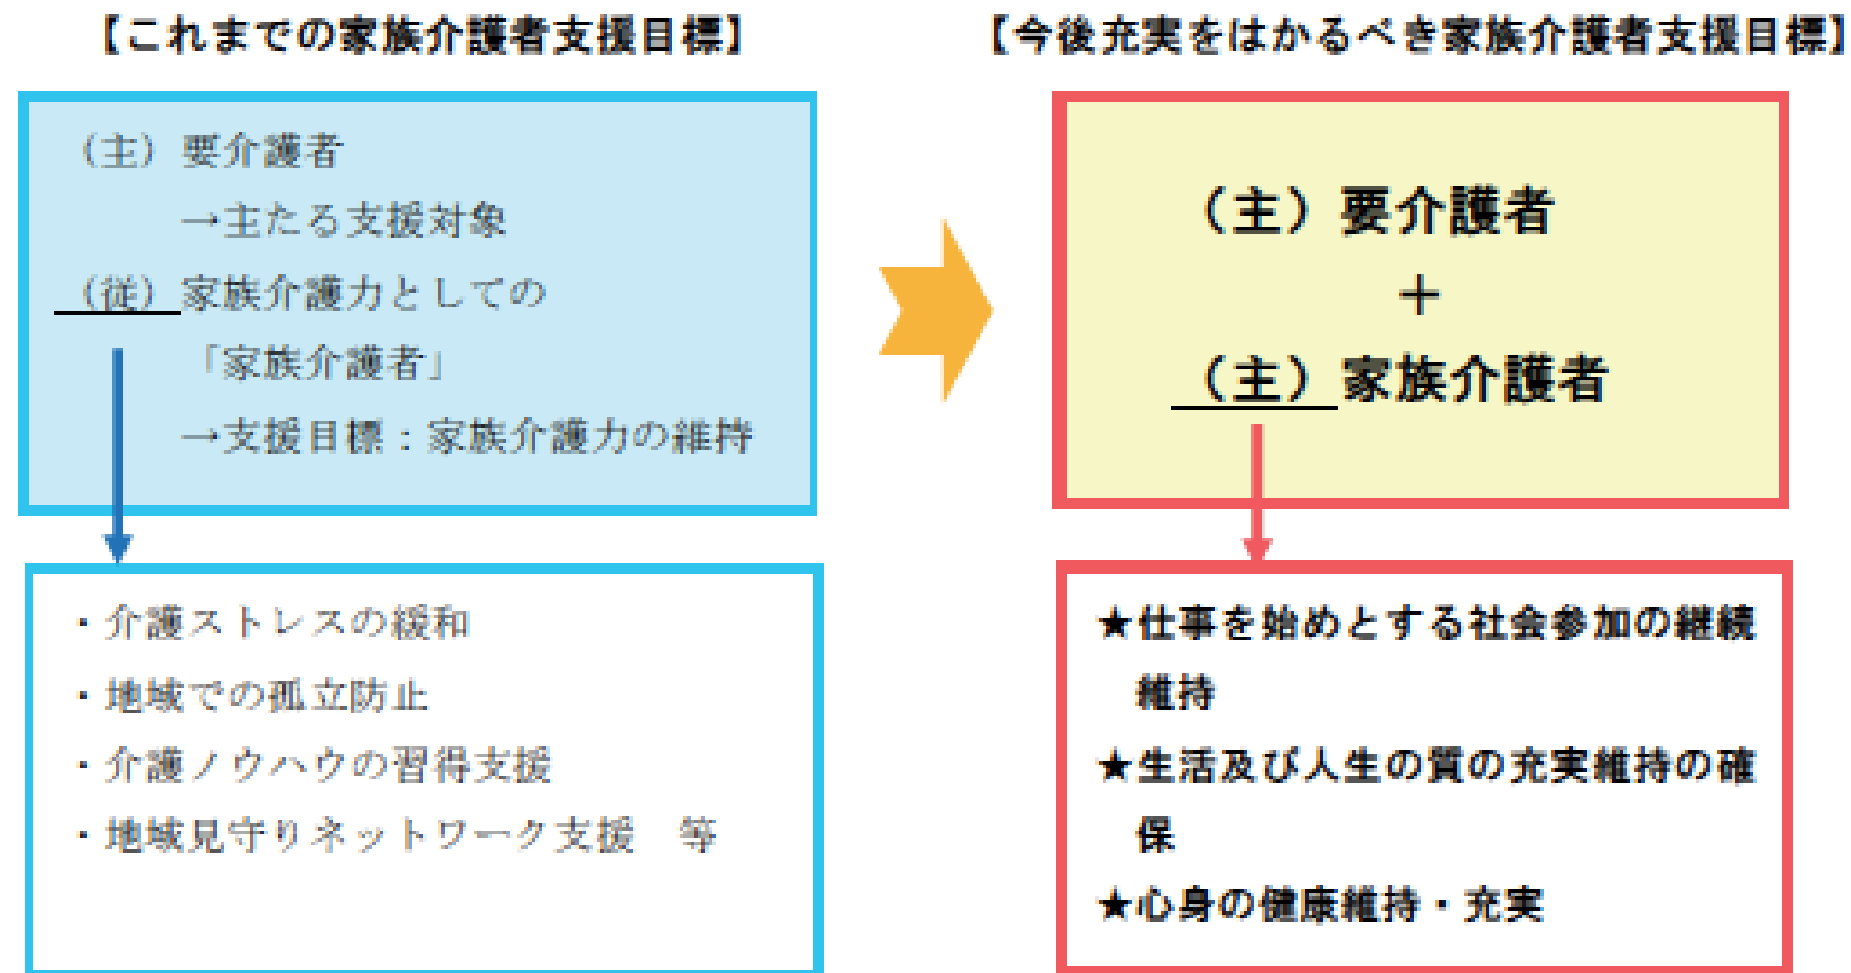 【これまでの家族介護者支援目標】
（主）要介護者
→主たる支援対象
（従）家族介護力としての
「家族介護者」
→支援目標：家族介護力の維持
・介護ストレスの緩和
・地域での孤立防止
・介護ノウハウの習得支援
・地域見守りネットワーク支援　等
【今後充実をはかるべき家族介護者支援目標】
（主）要介護者
＋
（主）家族介護者
★仕事を始めとする社会参加の継続
維持
★生活及び人生の質の充実維持の確
保
★心身の健康維持・充実